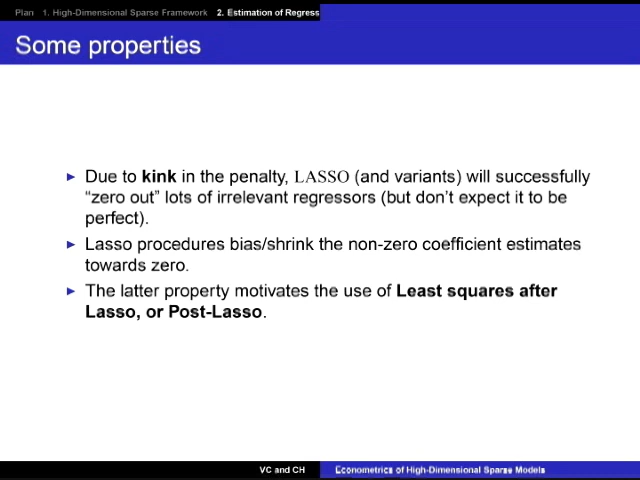 Plan 1. High-Dimensional Sparse Framework 2. Estimation of Regress
Some properties
► Due to kink in the penalty, LASSO (and variants) will successfully
“zero out” lots of irrelevant regressors (but don’t expect it to be
perfect).
► Lasso procedures bias/shrink the non-zero coefficient estimates
towards zero.
► The latter property motivates the use of Least squares after
Lasso, or Post-Lasso.
VC and CH Econometrics of High-Dimensional Sparse Models